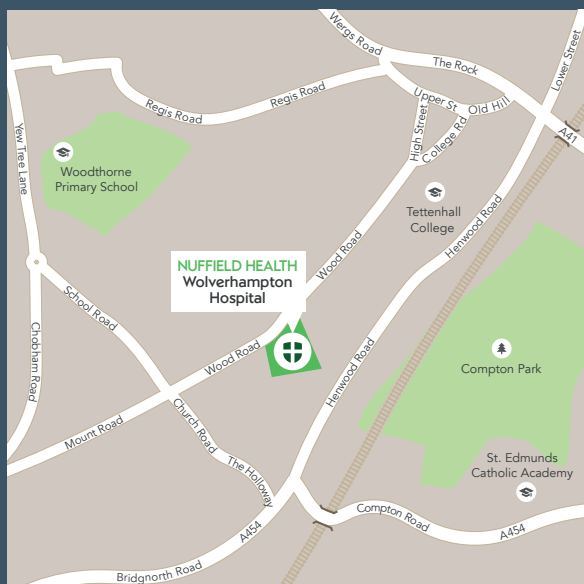 Wergs Road
The Rock
Lower Street
Regis Road
Regis Road
Upper St
Old Hill
High Street
College Rd
A41
Yew Tree Lane
Woodthorne
Primary School
Tettenhall
College
Henwood Road
Wood Road
NUFFIELD HEALTH
Wolverhampton
Hospital
School Road
Chobham Road
Wood Road
Henwood Road
Compton Park
Mount Road
Church Road
The Holloway
St. Edmunds
Catholic Academy
Compton Road
A454
A454
Bridgnorth Road